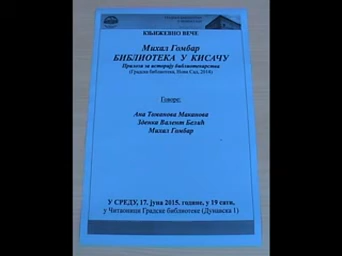 КЊИЖЕВНО ВЕЧЕ
Михал Гомбар
БИБЛИОТЕКА У КИСАЧУ
Прилози за историју библиотекарства
(Градска библиотека, Нови Сад, 2014)
Говоре:
Ана Томанова Маканова
Зденка Валент Белић
Михал Гомбар
У СРЕДУ, 17. јуна 2015. године, у 19 сати,
у Читаоници Градске библиотеке (Дунавска 1)